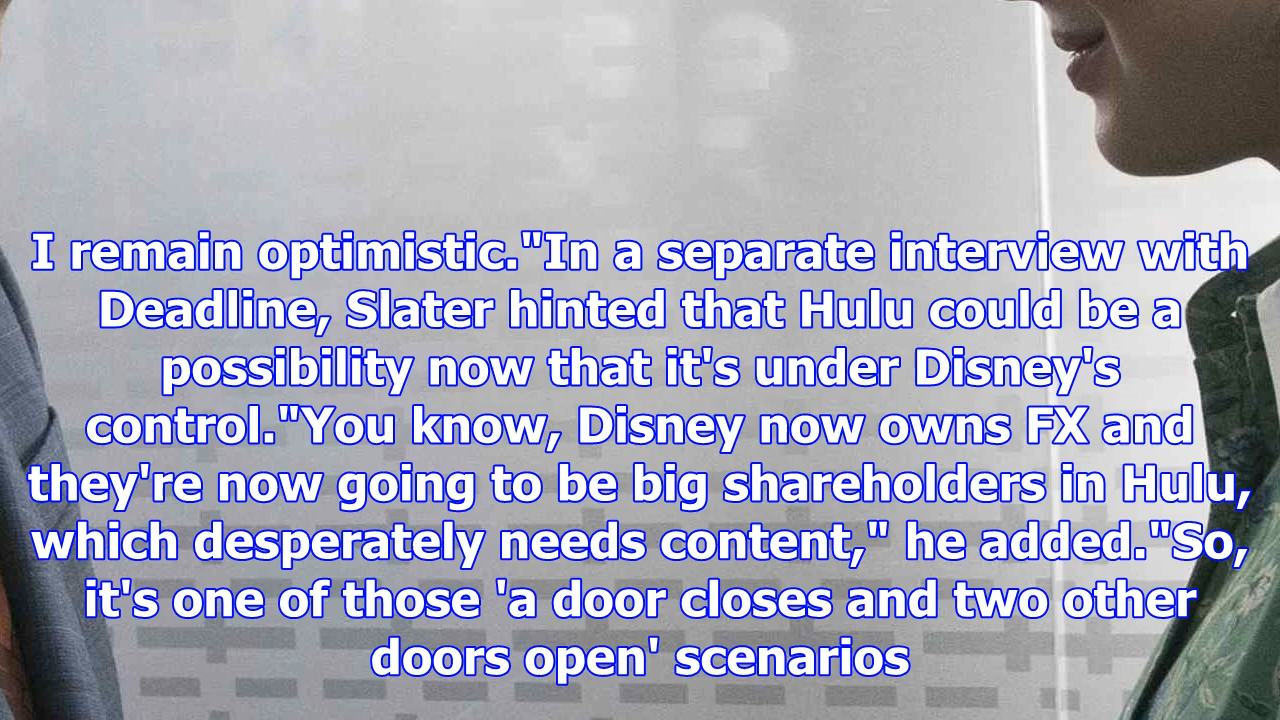 I remain optimistic."In a separate interview with
Deadline, Slater hinted that Hulu could be a
possibility now that it's under Disney's
control."You know, Disney now owns FX and
they're now going to be big shareholders in Hulu,
which desperately needs content," he added."So,
it's one of those 'a door closes and two other
doors open' scenarios